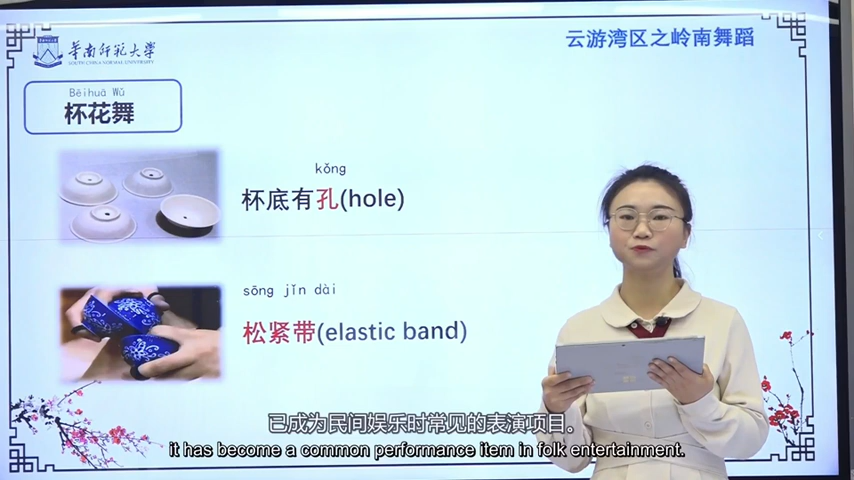 华南师范大学
SOUTH CHINA NORMAL UNIVERSITY
云游湾区之岭南舞蹈
Bēihuā Wǔ
杯花舞
kǒng
杯底有孔(hole)
sōng jǐn dài
松紧带(elastic band)
已成为民间娱乐时常见的表演项目。
it has become a common performance item in folk entertainment.